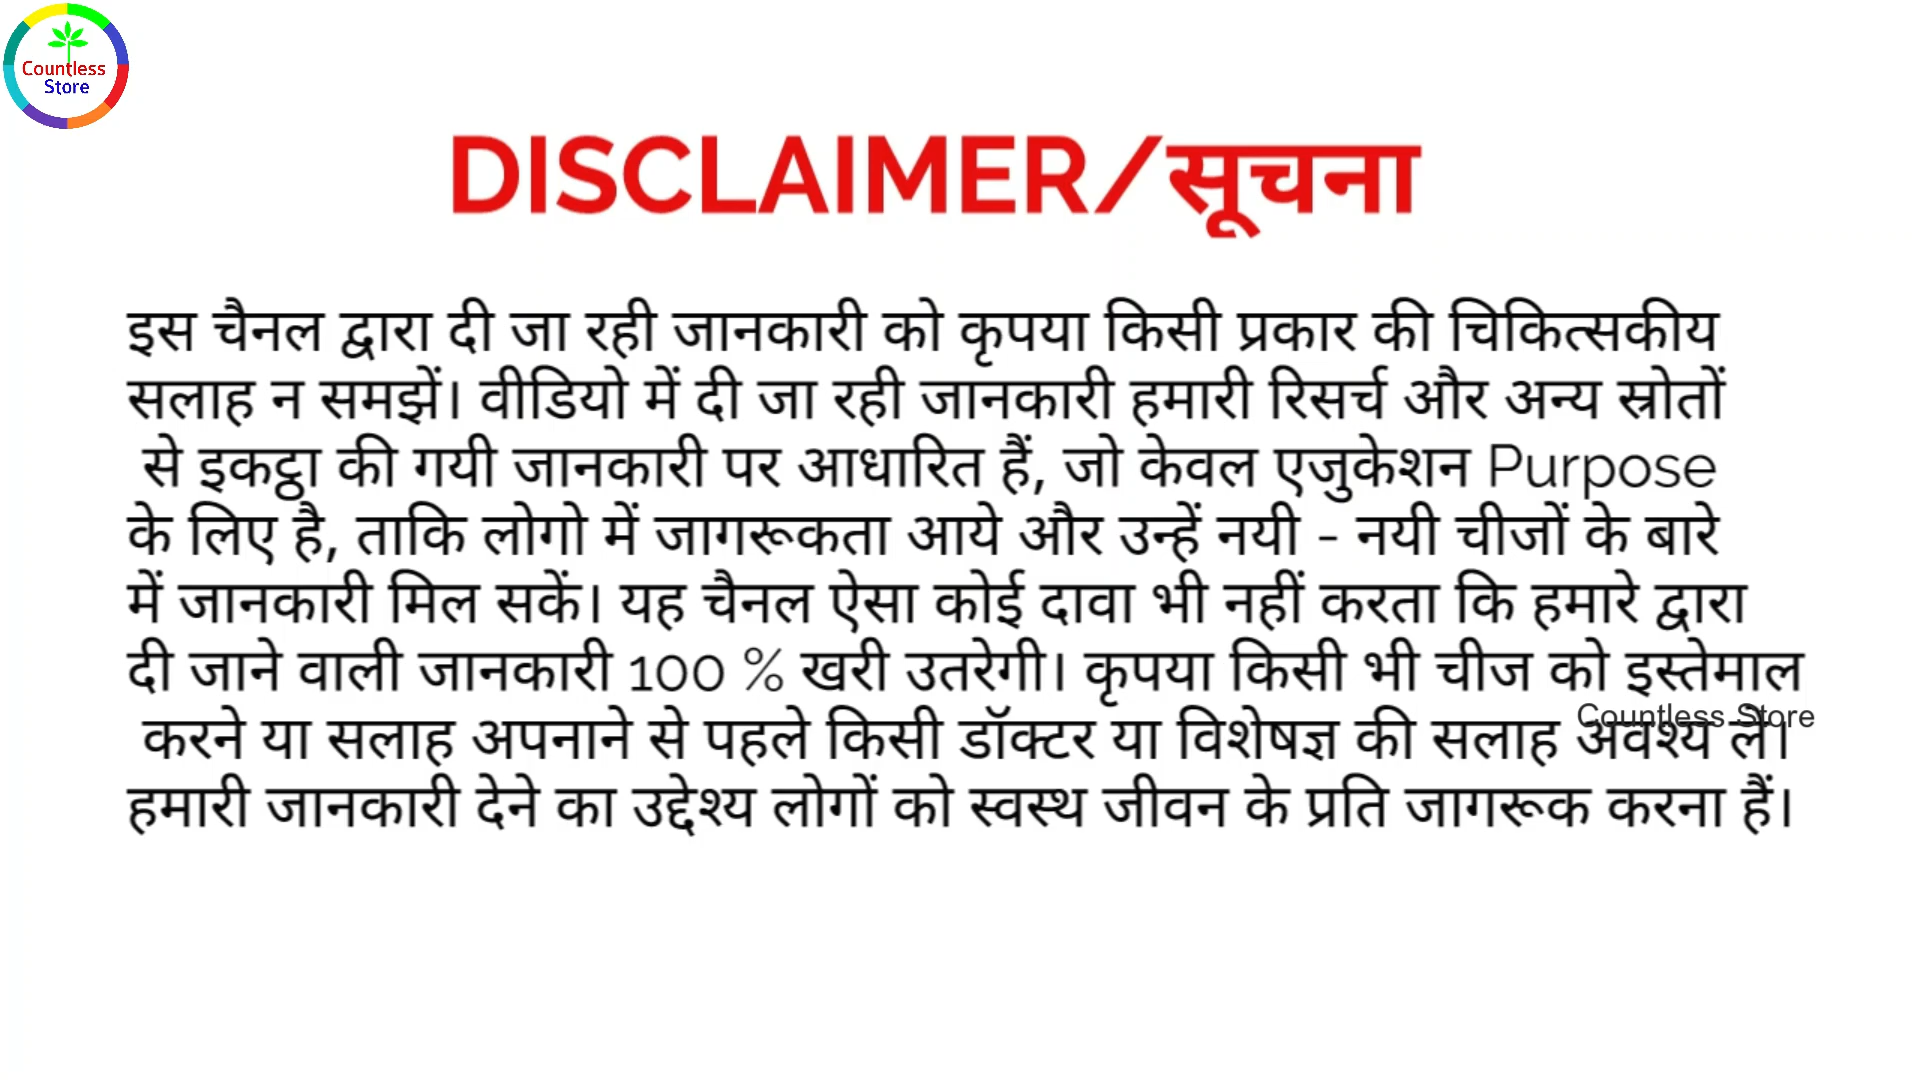 Countless
Store
DISCLAIMER/सूचना
इस चैनल द्वारा दी जा रही जानकारी को कृपया किसी प्रकार की चिकित्सकीय
सलाह न समझें। वीडियो में दी जा रही जानकारी हमारी रिसर्च और अन्य स्रोतों
से इकट्ठा की गयी जानकारी पर आधारित हैं, जो केवल एजुकेशन Purpose
के लिए है, ताकि लोगो में जागरूकता आये और उन्हें नयी - नयी चीजों के बारे
में जानकारी मिल सकें। यह चैनल ऐसा कोई दावा भी नहीं करता कि हमारे द्वारा
दी जाने वाली जानकारी 100 % खरी उतरेगी। कृपया किसी भी चीज को इस्तेमाल
Countless Store
करने या सलाह अपनाने से पहले किसी डॉक्टर या विशेषज्ञ की सलाह अवश्य लें।
हमारी जानकारी देने का उद्देश्य लोगों को स्वस्थ जीवन के प्रति जागरूक करना हैं।